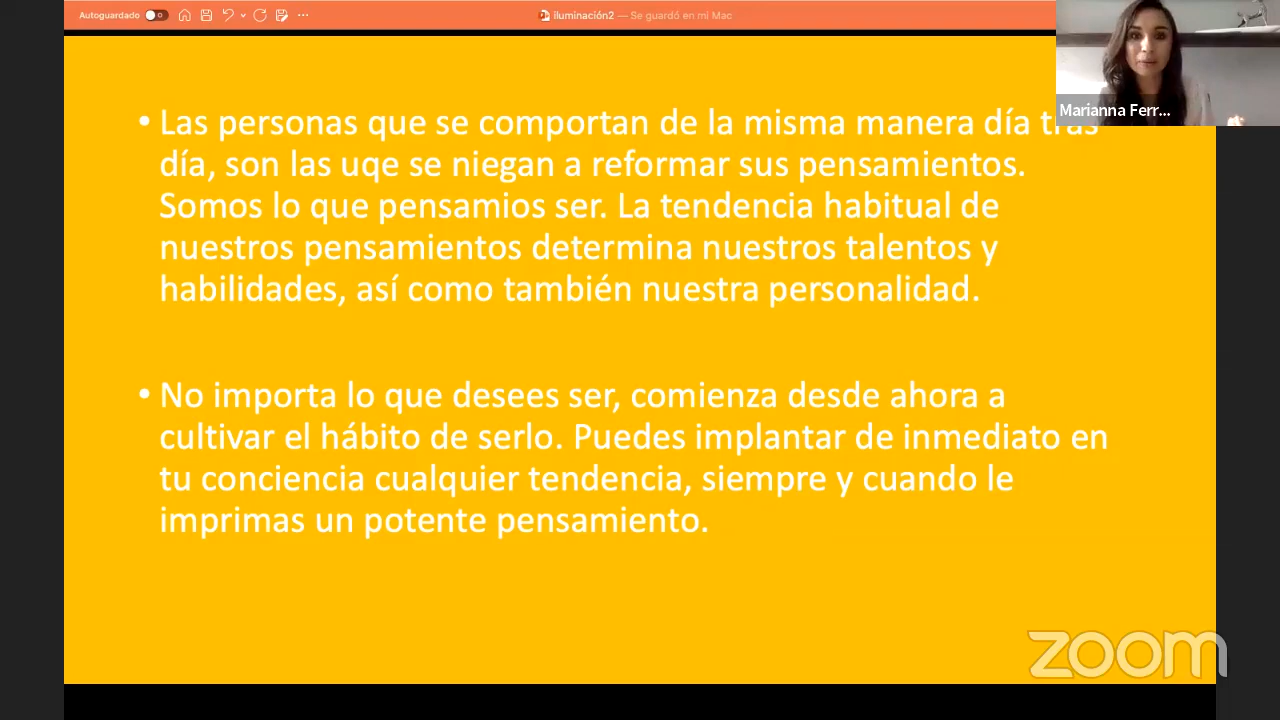 Autoguardado
iluminación2 — Se guardó en mi Mac
Marianna Ferr...
• Las personas que se comportan de la misma manera día tras
día, son las uqe se niegan a reformar sus pensamientos.
Somos lo que pensamios ser. La tendencia habitual de
nuestros pensamientos determina nuestros talentos y
habilidades, así como también nuestra personalidad.
• No importa lo que desees ser, comienza desde ahora a
cultivar el hábito de serlo. Puedes implantar de inmediato en
tu conciencia cualquier tendencia, siempre y cuando le
imprimas un potente pensamiento.
zoom